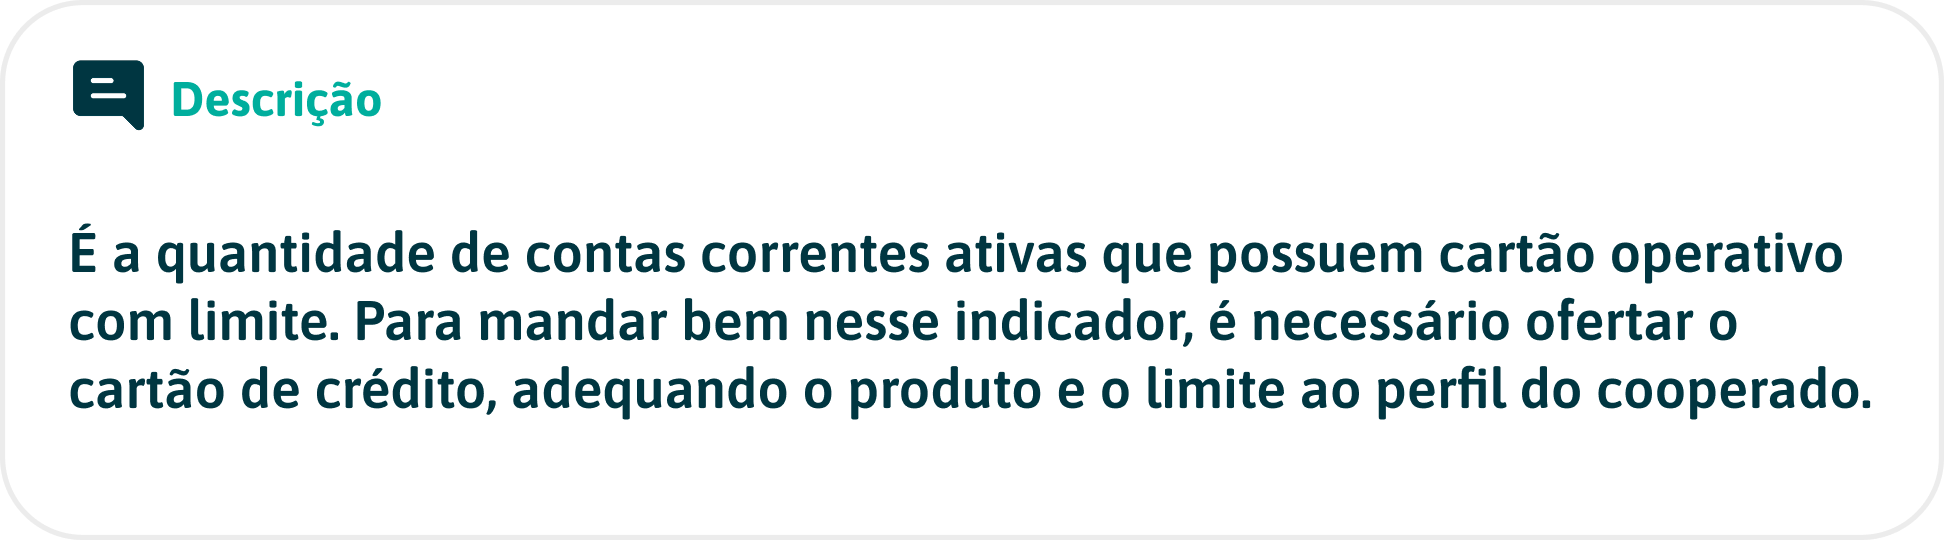 Descrição
É a quantidade de contas correntes ativas que possuem cartão operativo
com limite. Para mandar bem nesse indicador, é necessário ofertar o
cartão de crédito, adequando o produto e o limite ao perfil do cooperado.